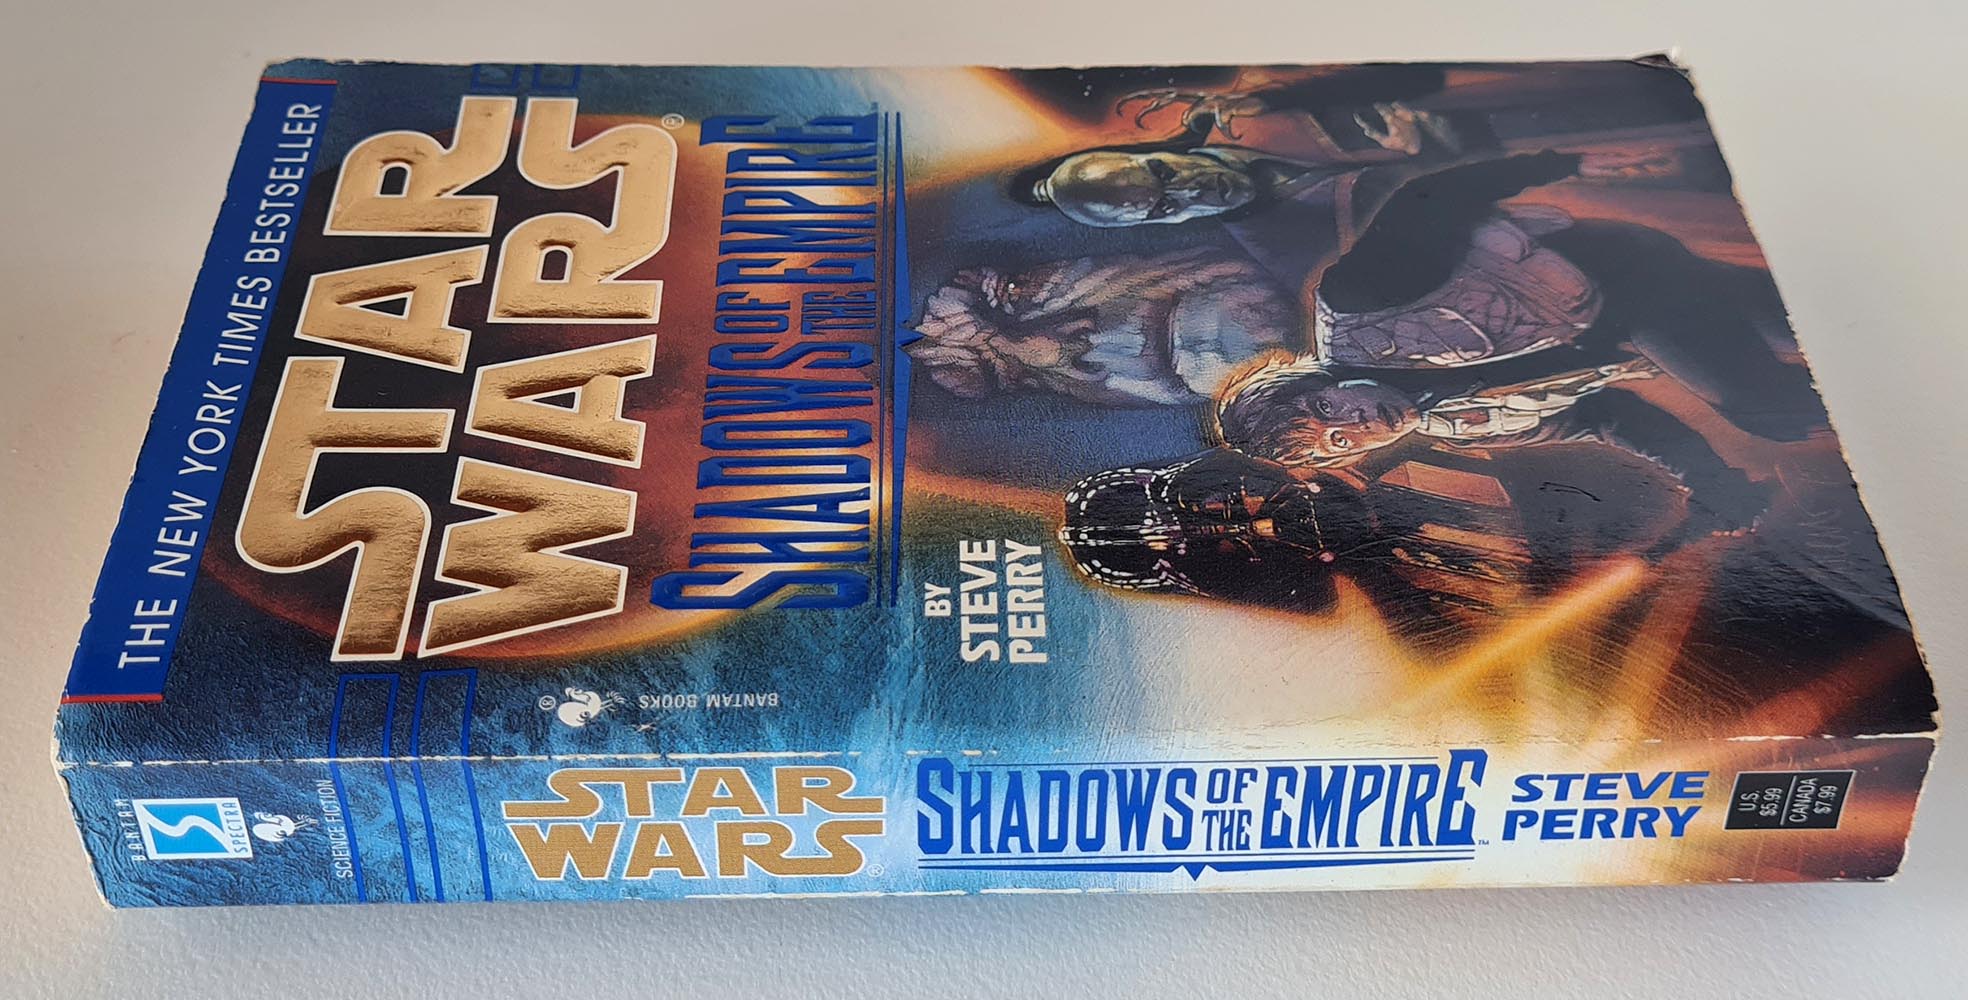 THE NEW YORK TIMES BESTSELLER
STAR
WARS®
SHADOWS OF
THE EMPIRE
BY
STEVE
PERRY
BANTAM BOOKS
®
BANTAM
SPECTRA
SCIENCE FICTION
STAR
WARS®
SHADOWS OF
THE EMPIRE™
STEVE
PERRY
U.S.
$5.99
CANADA
$7.99